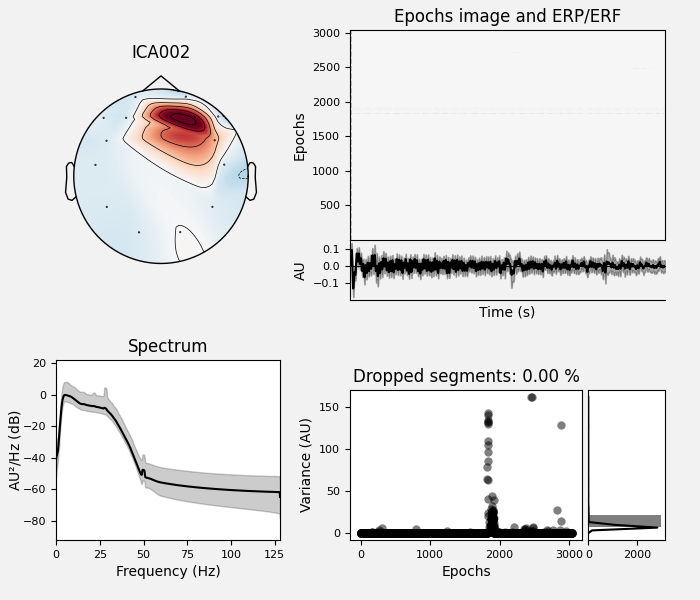 ICA002
Epochs image and ERP/ERF
3000
2500
2000
1500
1000
500
Epochs
0.1
0.0
−0.1
AU
Time (s)
Spectrum
20
0
−20
−40
−60
−80
AU²/Hz (dB)
0 25 50 75 100 125
Frequency (Hz)
Dropped segments: 0.00 %
150
100
50
0
Variance (AU)
0 1000 2000 3000
Epochs
0 2000